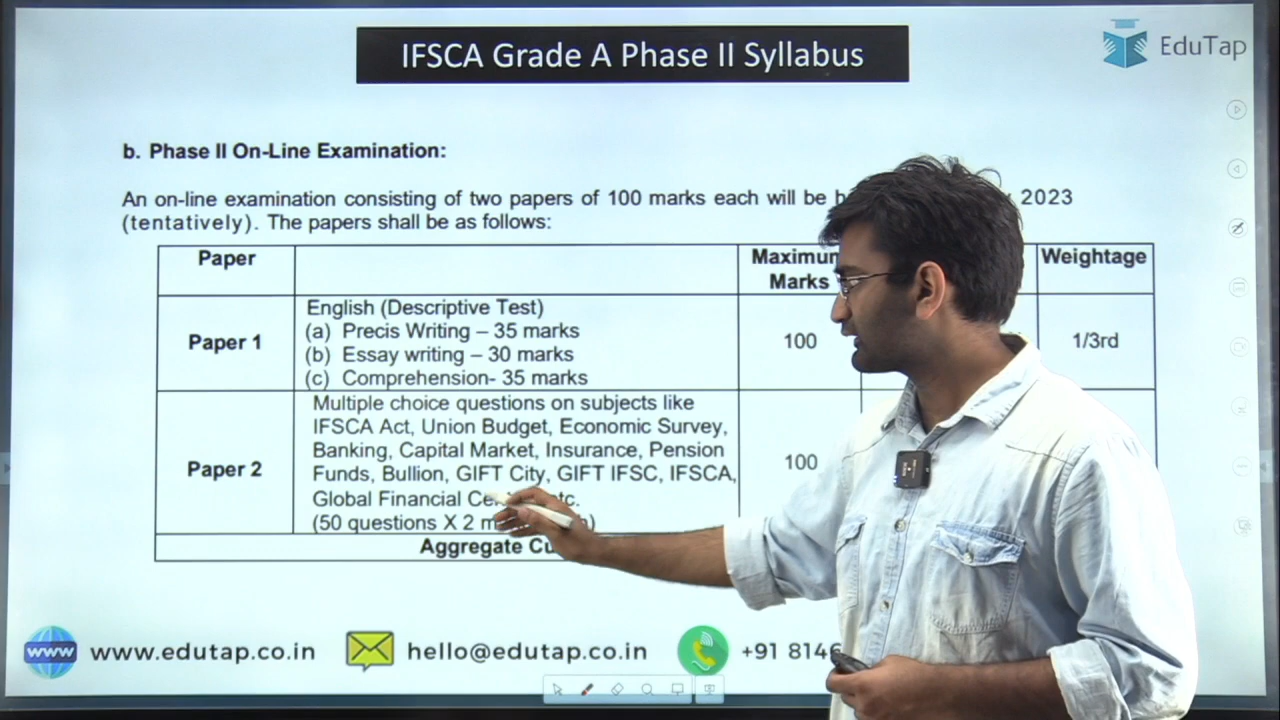 IFSCA Grade A Phase II Syllabus
EduTap
b. Phase II On-Line Examination:
An on-line examination consisting of two papers of 100 marks each will be 2023
(tentatively). The papers shall be as follows:
Paper Maximum Marks Weightage
Paper 1
English (Descriptive Test)
(a) Precis Writing – 35 marks
(b) Essay writing – 30 marks
(c) Comprehension- 35 marks
100
1/3rd
Paper 2
Multiple choice questions on subjects like
IFSCA Act, Union Budget, Economic Survey,
Banking, Capital Market, Insurance, Pension
Funds, Bullion, GIFT City, GIFT IFSC, IFSCA,
Global Financial etc.
(50 questions X 2
100
Aggregate
www
www.edutap.co.in
hello@edutap.co.in
+91